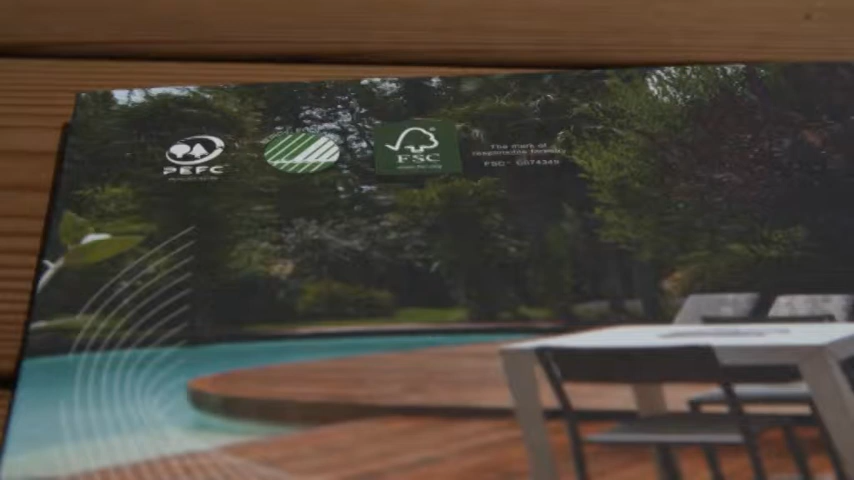 PEFC
FSC
The mark of
responsible forestry
FSC® C074349